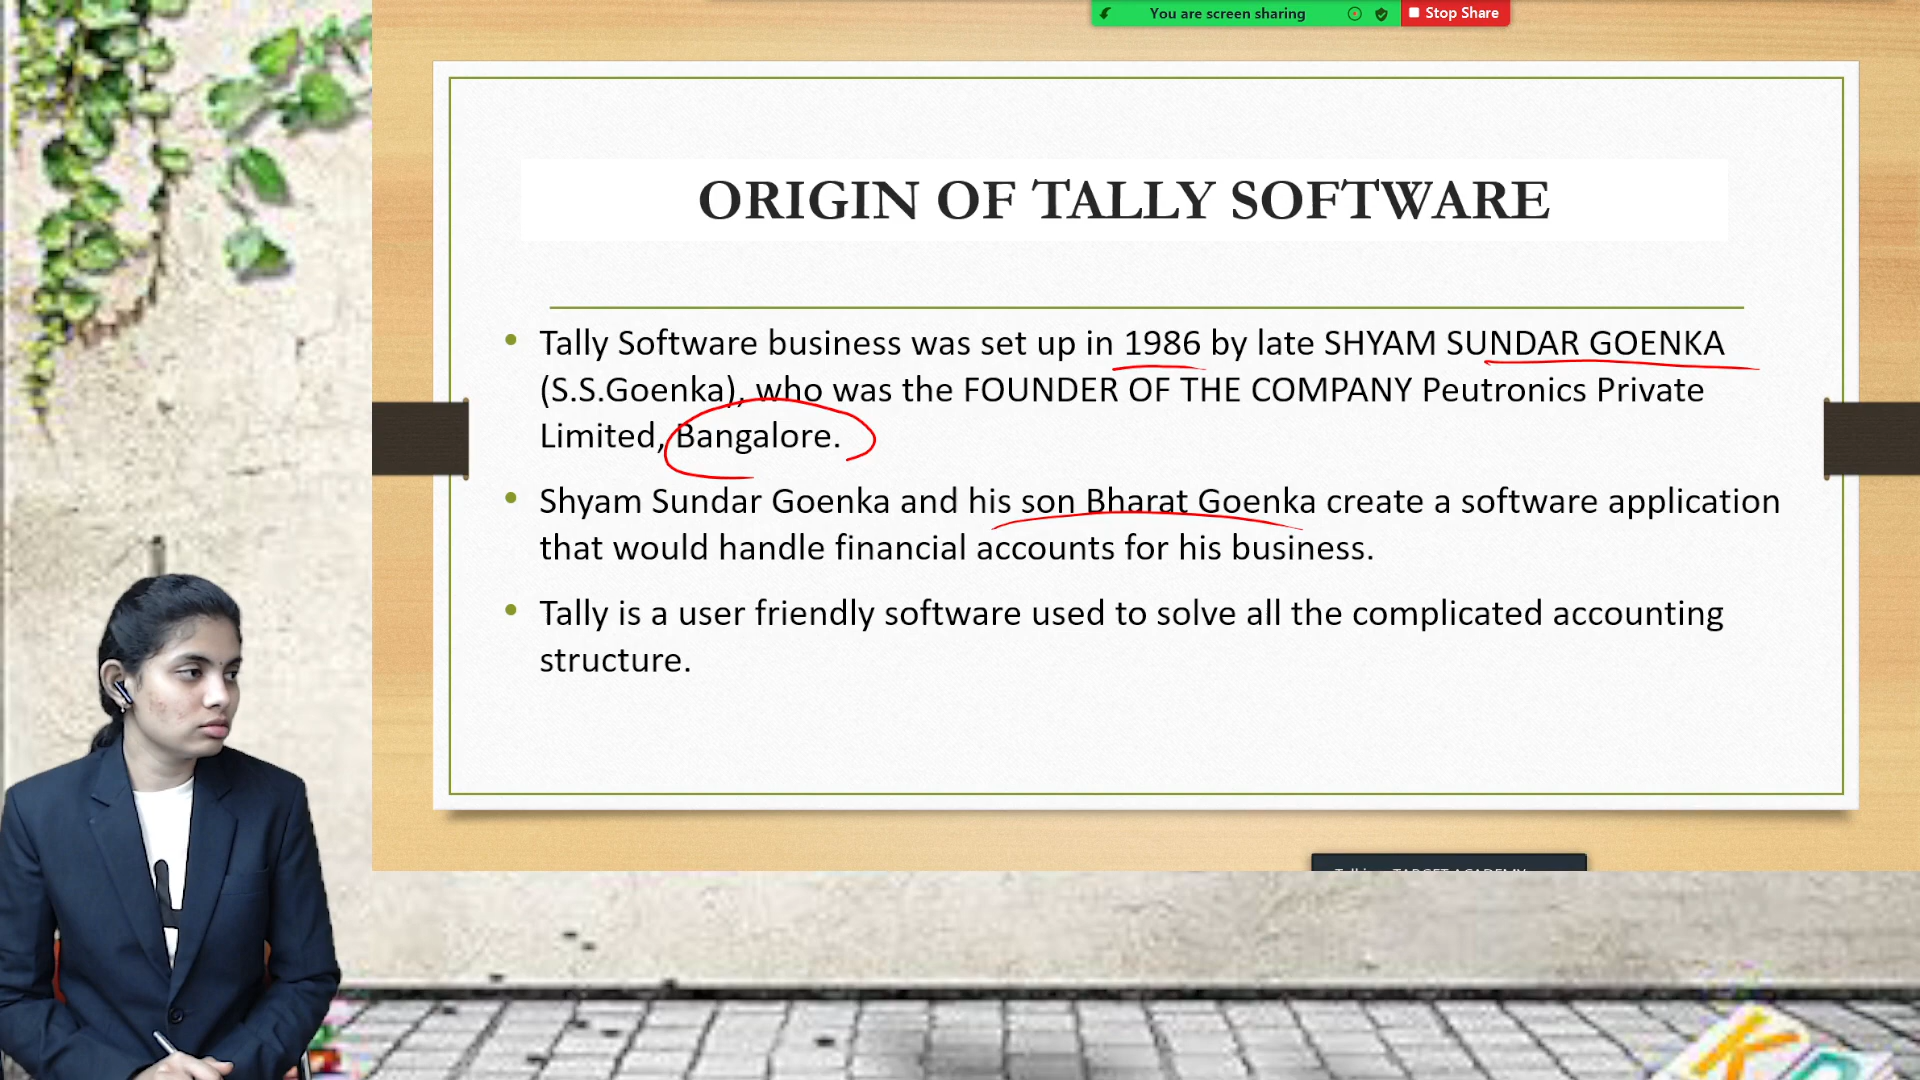 You are screen sharing
Stop Share
ORIGIN OF TALLY SOFTWARE
• Tally Software business was set up in 1986 by late SHYAM SUNDAR GOENKA
(S.S.Goenka), who was the FOUNDER OF THE COMPANY Peutronics Private
Limited, Bangalore.
• Shyam Sundar Goenka and his son Bharat Goenka create a software application
that would handle financial accounts for his business.
• Tally is a user friendly software used to solve all the complicated accounting
structure.